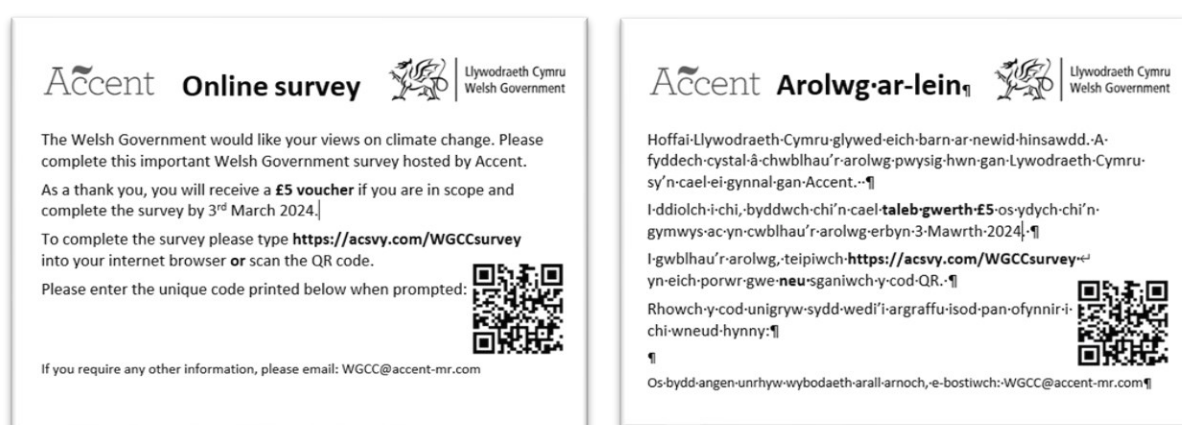 Accent
Online survey
Llywodraeth Cymru
Welsh Government
The Welsh Government would like your views on climate change. Please
complete this important Welsh Government survey hosted by Accent.
As a thank you, you will receive a £5 voucher if you are in scope and
complete the survey by 3rd March 2024.
To complete the survey please type https://acsvy.com/WGCCsurvey
into your internet browser or scan the QR code.
Please enter the unique code printed below when prompted:
If you require any other information, please email: WGCC@accent-mr.com
Accent
Arolwg·ar-lein¶
Llywodraeth Cymru
Welsh Government
Hoffai·Llywodraeth·Cymru·glywed·eich·barn·ar·newid·hinsawdd.·A·
fyddech·cystal·â·chwblhau’r·arolwg·pwysig·hwn·gan·Lywodraeth·Cymru·
sy’n·cael·ei·gynnal·gan·Accent.··¶
I·ddiolch·i·chi,·byddwch·chi’n·cael·taleb·gwerth·£5·os·ydych·chi’n·
gymwys·ac·yn·cwblhau’r·arolwg·erbyn·3·Mawrth·2024.·¶
I·gwblhau’r·arolwg,·teipiwch·https://acsvy.com/WGCCsurvey·↵
yn·eich·porwr·gwe·neu·sganiwch·y·cod·QR.·¶
Rhowch·y·cod·unigryw·sydd·wedi’i·argraffu·isod·pan·ofynnir·i·
chi·wneud·hynny:¶
¶
Os·bydd·angen·unrhyw·wybodaeth·arall·arnoch,·e-bostiwch:·WGCC@accent-mr.com¶